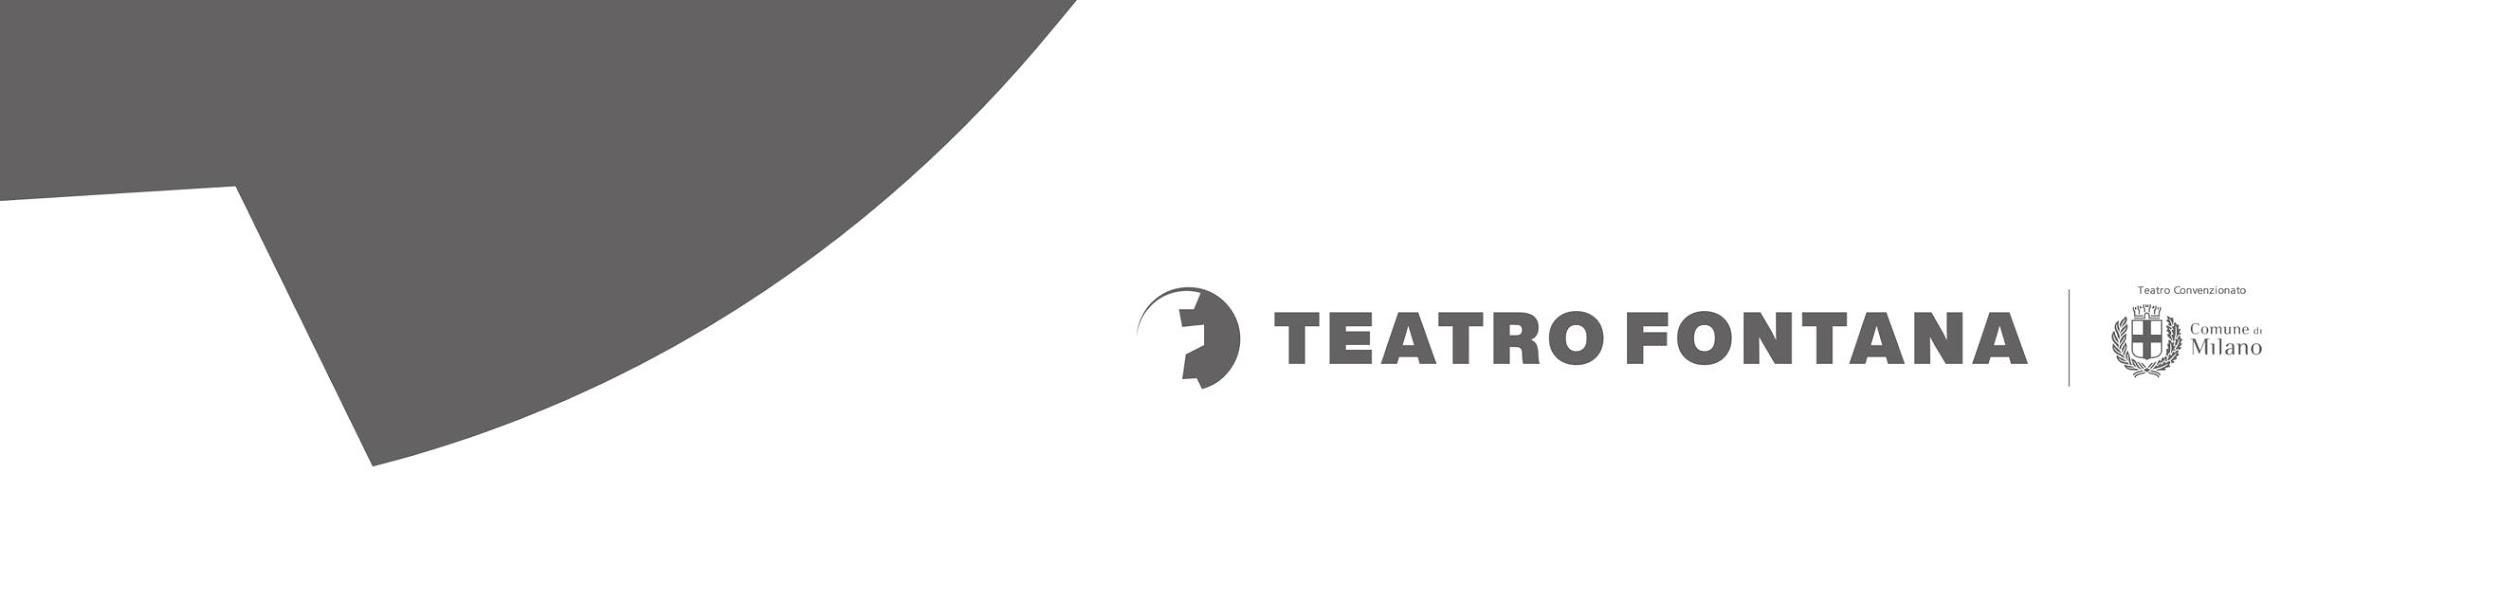 TEATRO FONTANA
Teatro Convenzionato
Comune di
Milano